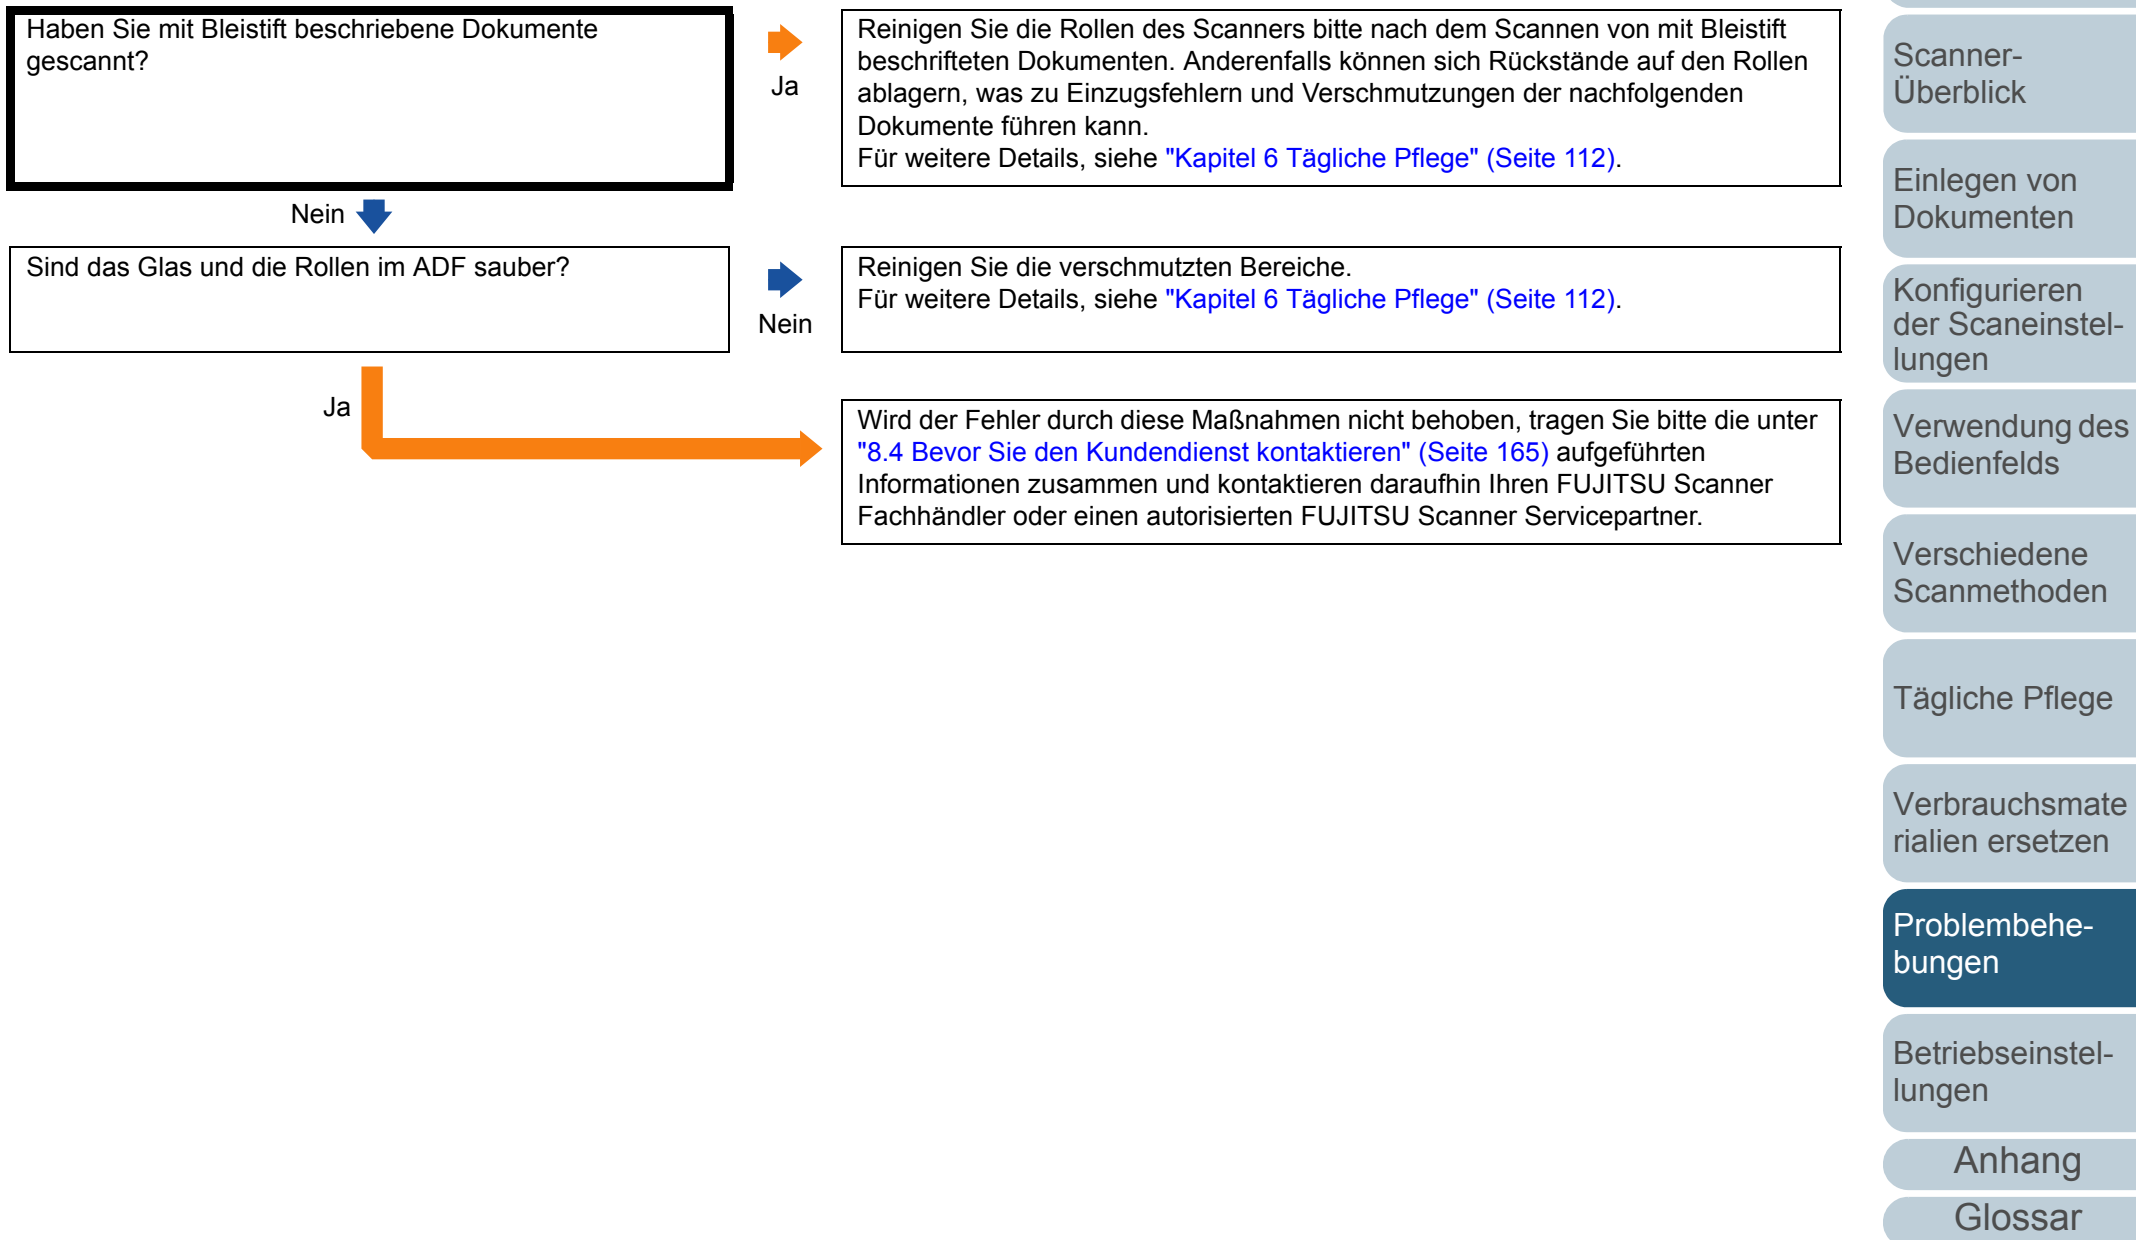 Haben Sie mit Bleistift beschriebene Dokumente
gescannt?
Ja
Reinigen Sie die Rollen des Scanners bitte nach dem Scannen von mit Bleistift
beschrifteten Dokumenten. Anderenfalls können sich Rückstände auf den Rollen
ablagern, was zu Einzugsfehlern und Verschmutzungen der nachfolgenden
Dokumente führen kann.
Für weitere Details, siehe "Kapitel 6 Tägliche Pflege" (Seite 112).
Nein
Sind das Glas und die Rollen im ADF sauber?
Nein
Reinigen Sie die verschmutzten Bereiche.
Für weitere Details, siehe "Kapitel 6 Tägliche Pflege" (Seite 112).
Ja
Wird der Fehler durch diese Maßnahmen nicht behoben, tragen Sie bitte die unter
"8.4 Bevor Sie den Kundendienst kontaktieren" (Seite 165) aufgeführten
Informationen zusammen und kontaktieren daraufhin Ihren FUJITSU Scanner
Fachhändler oder einen autorisierten FUJITSU Scanner Servicepartner.
Scanner-
Überblick
Einlegen von
Dokumenten
Konfigurieren
der Scaneinstel-
lungen
Verwendung des
Bedienfelds
Verschiedene
Scanmethoden
Tägliche Pflege
Verbrauchsmate
rialien ersetzen
Problembehe-
bungen
Betriebseinstel-
lungen
Anhang
Glossar